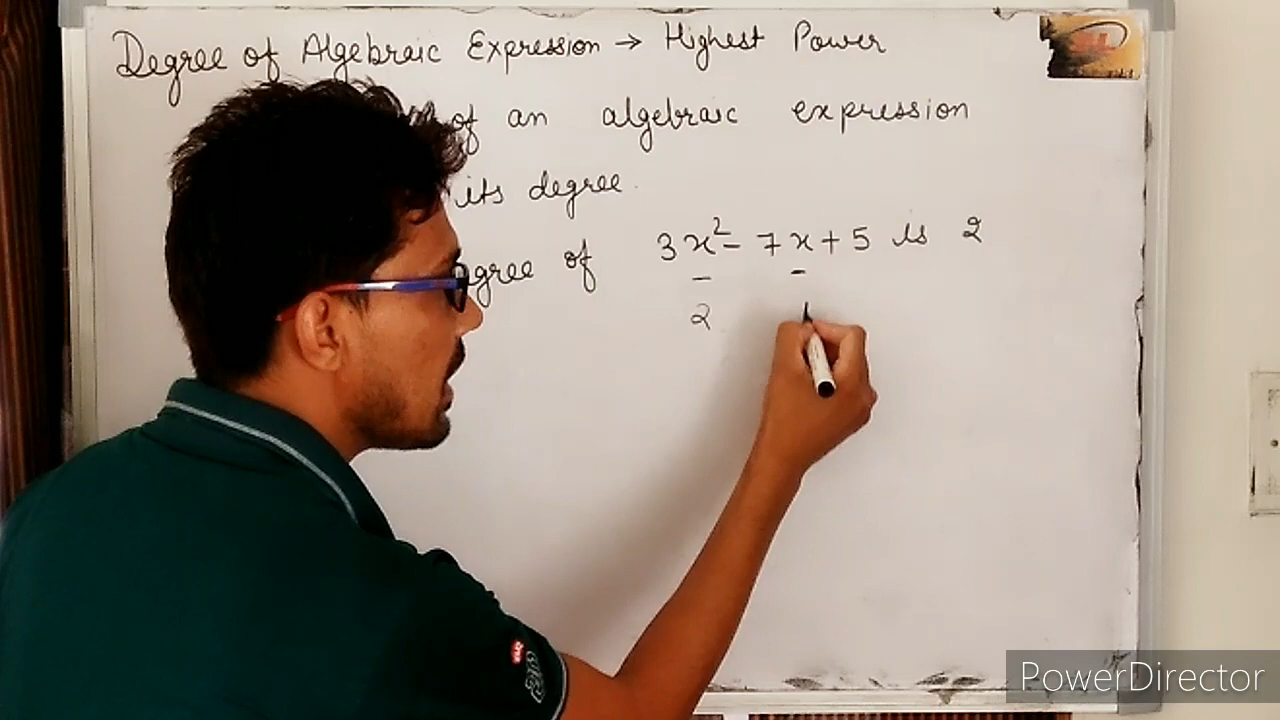 Degree of Algebraic Expression → Highest Power
of an algebraic expression
its degree.
gree of 3x² - 7x + 5 is 2
2
PowerDirector